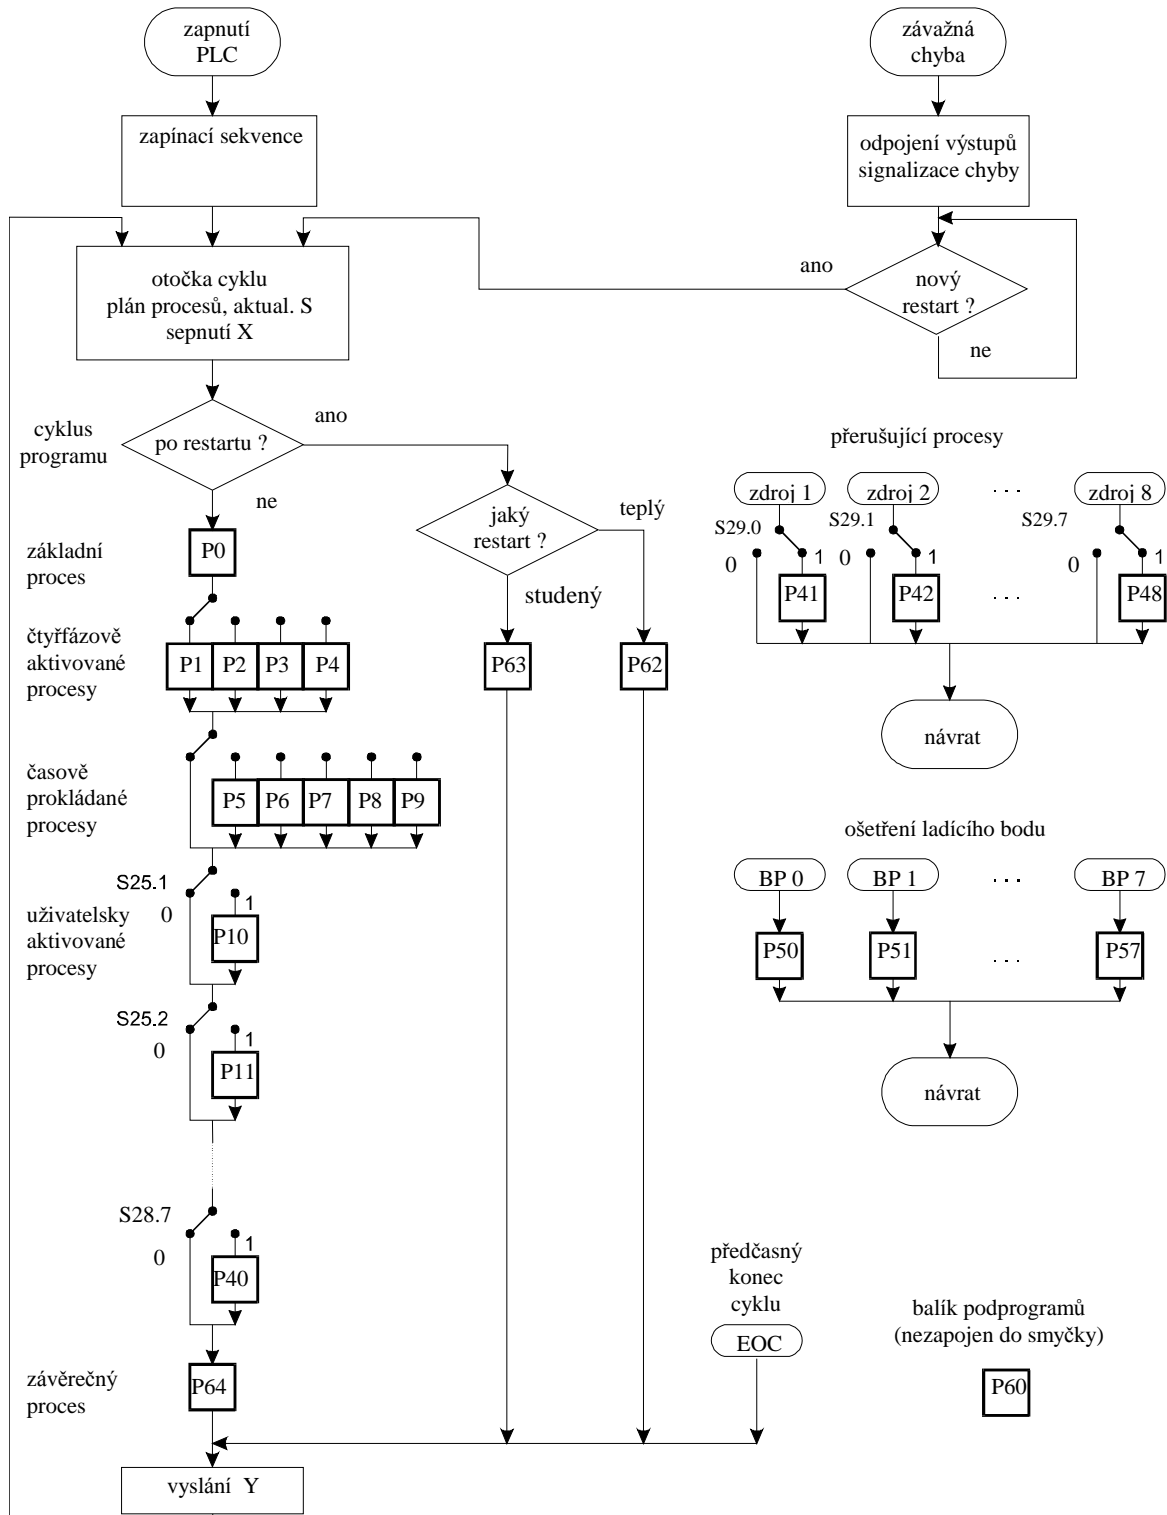 zapnutí
PLC
závažná
chyba
zapínací sekvence
odpojení výstupů
signalizace chyby
otočka cyklu
plán procesů, aktual. S
sepnutí X
ano
nový
restart ?
ne
cyklus
programu
po restartu ?
ano
ne
jaký
restart ?
teplý
studený
přerušující procesy
zdroj 1
zdroj 2
. . .
zdroj 8
S29.0
S29.1
S29.7
0
1
0
1
0
1
P41
P42
. . .
P48
návrat
základní
proces
P0
čtyřfázově
aktivované
procesy
P1
P2
P3
P4
P63
P62
časově
prokládané
procesy
P5
P6
P7
P8
P9
ošetření ladícího bodu
BP 0
BP 1
. . .
BP 7
P50
P51
. . .
P57
návrat
S25.1
0
1
uživatelsky
aktivované
procesy
P10
S25.2
0
1
P11
S28.7
0
1
P40
předčasný
konec
cyklu
EOC
balík podprogramů
(nezapojen do smyčky)
P60
závěrečný
proces
P64
vyslání Y